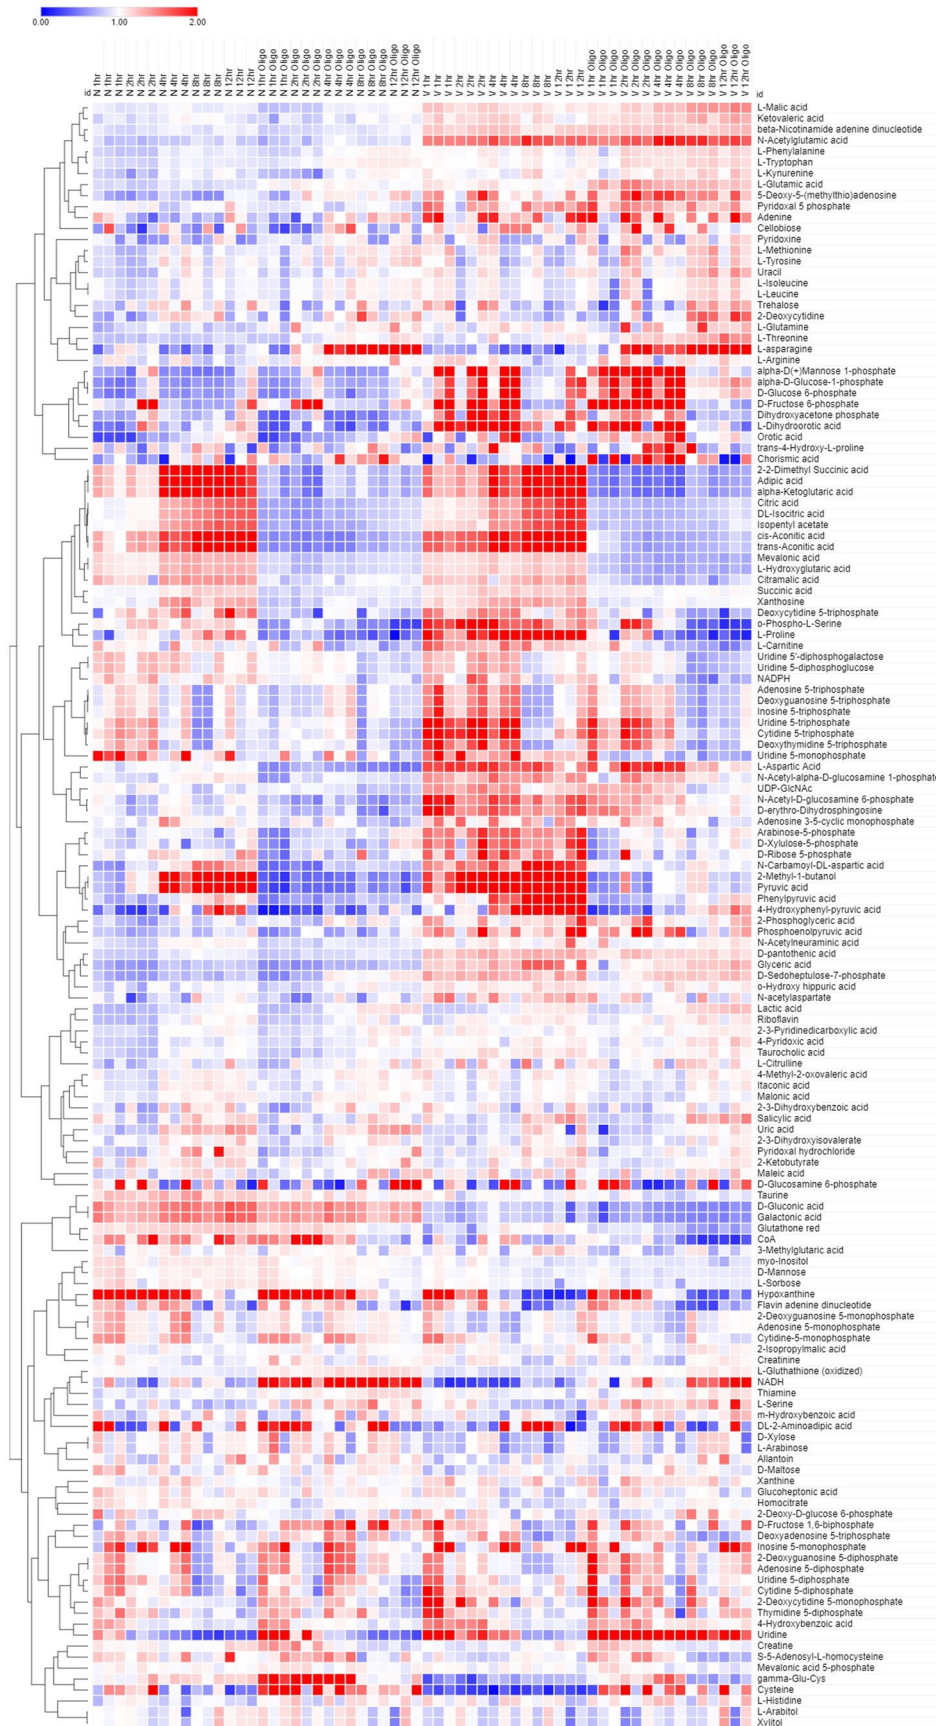 0.00 1.00 2.00
id
N 1hr
N 1hr
N 1hr
N 2hr
N 2hr
N 2hr
N 4hr
N 4hr
N 4hr
N 8hr
N 8hr
N 8hr
N 12hr
N 12hr
N 12hr
N 1hr Oligo
N 1hr Oligo
N 1hr Oligo
N 2hr Oligo
N 2hr Oligo
N 2hr Oligo
N 4hr Oligo
N 4hr Oligo
N 4hr Oligo
N 8hr Oligo
N 8hr Oligo
N 8hr Oligo
N 12hr Oligo
N 12hr Oligo
N 12hr Oligo
V 1hr
V 1hr
V 1hr
V 2hr
V 2hr
V 2hr
V 4hr
V 4hr
V 4hr
V 8hr
V 8hr
V 8hr
V 12hr
V 12hr
V 12hr
V 1hr Oligo
V 1hr Oligo
V 1hr Oligo
V 2hr Oligo
V 2hr Oligo
V 2hr Oligo
V 4hr Oligo
V 4hr Oligo
V 4hr Oligo
V 8hr Oligo
V 8hr Oligo
V 8hr Oligo
V 12hr Oligo
V 12hr Oligo
V 12hr Oligo
id
L-Malic acid
Ketovaleric acid
beta-Nicotinamide adenine dinucleotide
N-Acetylglutamic acid
L-Phenylalanine
L-Tryptophan
L-Kynurenine
L-Glutamic acid
5-Deoxy-5-(methylthio)adenosine
Pyridoxal 5 phosphate
Adenine
Cellobiose
Pyridoxine
L-Methionine
L-Tyrosine
Uracil
L-Isoleucine
L-Leucine
Trehalose
2-Deoxycytidine
L-Glutamine
L-Threonine
L-asparagine
L-Arginine
alpha-D(+)Mannose 1-phosphate
alpha-D-Glucose-1-phosphate
D-Glucose 6-phosphate
D-Fructose 6-phosphate
Dihydroxyacetone phosphate
L-Dihydroorotic acid
Orotic acid
trans-4-Hydroxy-L-proline
Chorismic acid
2-2-Dimethyl Succinic acid
Adipic acid
alpha-Ketoglutaric acid
Citric acid
DL-Isocitric acid
Isopentyl acetate
cis-Aconitic acid
trans-Aconitic acid
Mevalonic acid
L-Hydroxyglutaric acid
Citramalic acid
Succinic acid
Xanthosine
Deoxycytidine 5-triphosphate
o-Phospho-L-Serine
L-Proline
L-Carnitine
Uridine 5'-diphosphogalactose
Uridine 5-diphosphoglucose
NADPH
Adenosine 5-triphosphate
Deoxyguanosine 5-triphosphate
Inosine 5-triphosphate
Uridine 5-triphosphate
Cytidine 5-triphosphate
Deoxythymidine 5-triphosphate
Uridine 5-monophosphate
L-Aspartic Acid
N-Acetyl-alpha-D-glucosamine 1-phosphate
UDP-GlcNAc
N-Acetyl-D-glucosamine 6-phosphate
D-erythro-Dihydrosphingosine
Adenosine 3-5-cyclic monophosphate
Arabinose-5-phosphate
D-Xylulose-5-phosphate
D-Ribose 5-phosphate
N-Carbamoyl-DL-aspartic acid
2-Methyl-1-butanol
Pyruvic acid
Phenylpyruvic acid
4-Hydroxyphenyl-pyruvic acid
2-Phosphoglyceric acid
Phosphoenolpyruvic acid
N-Acetylneuraminic acid
D-pantothenic acid
Glyceric acid
D-Sedoheptulose-7-phosphate
o-Hydroxy hippuric acid
N-acetylaspartate
Lactic acid
Riboflavin
2-3-Pyridinedicarboxylic acid
4-Pyridoxic acid
Taurocholic acid
L-Citrulline
4-Methyl-2-oxovaleric acid
Itaconic acid
Malonic acid
2-3-Dihydroxybenzoic acid
Salicylic acid
Uric acid
2-3-Dihydroxyisovalerate
Pyridoxal hydrochloride
2-Ketobutyrate
Maleic acid
D-Glucosamine 6-phosphate
Taurine
D-Gluconic acid
Galactonic acid
Glutathone red
CoA
3-Methylglutaric acid
myo-Inositol
D-Mannose
L-Sorbose
Hypoxanthine
Flavin adenine dinucleotide
2-Deoxyguanosine 5-monophosphate
Adenosine 5-monophosphate
Cytidine-5-monophosphate
2-Isopropylmalic acid
Creatinine
L-Gluthathione (oxidized)
NADH
Thiamine
L-Serine
m-Hydroxybenzoic acid
DL-2-Aminoadipic acid
D-Xylose
L-Arabinose
Allantoin
D-Maltose
Xanthine
Glucoheptonic acid
Homocitrate
2-Deoxy-D-glucose 6-phosphate
D-Fructose 1,6-biphosphate
Deoxyadenosine 5-triphosphate
Inosine 5-monophosphate
2-Deoxyguanosine 5-diphosphate
Adenosine 5-diphosphate
Uridine 5-diphosphate
Cytidine 5-diphosphate
2-Deoxycytidine 5-monophosphate
Thymidine 5-diphosphate
4-Hydroxybenzoic acid
Uridine
Creatine
S-5-Adenosyl-L-homocysteine
Mevalonic acid 5-phosphate
gamma-Glu-Cys
Cysteine
L-Histidine
L-Arabitol
Xylitol